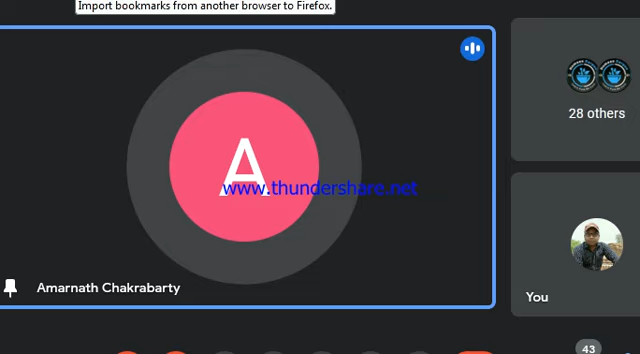 Import bookmarks from another browser to Firefox.
28 others
A
www.thundershare.net
Amarnath Chakrabarty
You
43